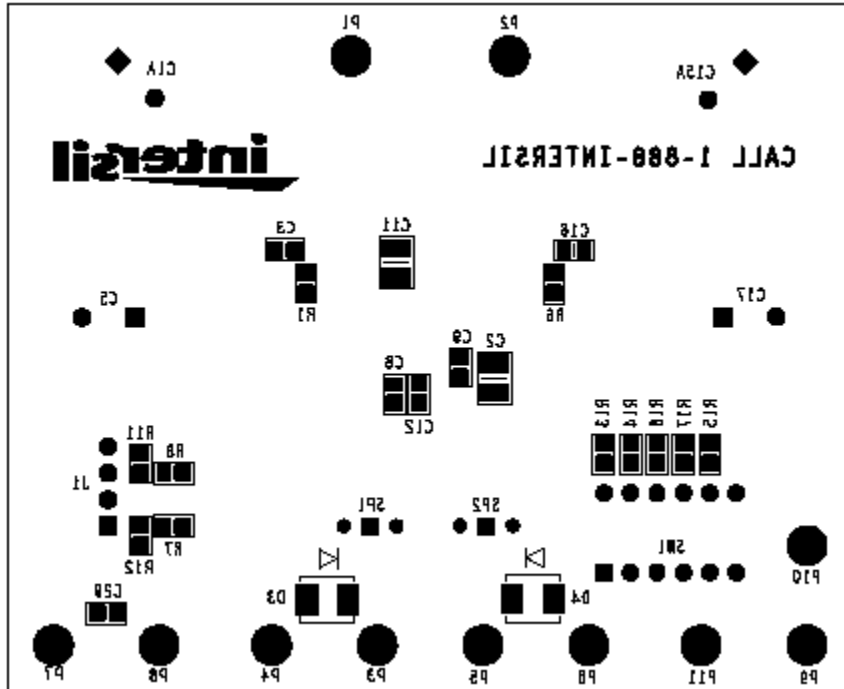 P1 P2
C1A C15A
intersil CALL 1-888-INTERSIL
C3 C11 C16
R1 R6
C5 C17
C9 C2
C8
C12
R13 R14 R16 R17 R15
R11 R8
J1
SP1 SP2
R7 SW1
R12
P10
C20 D3 D4
P7 P6 P4 P3 P5 P8 P11 P9